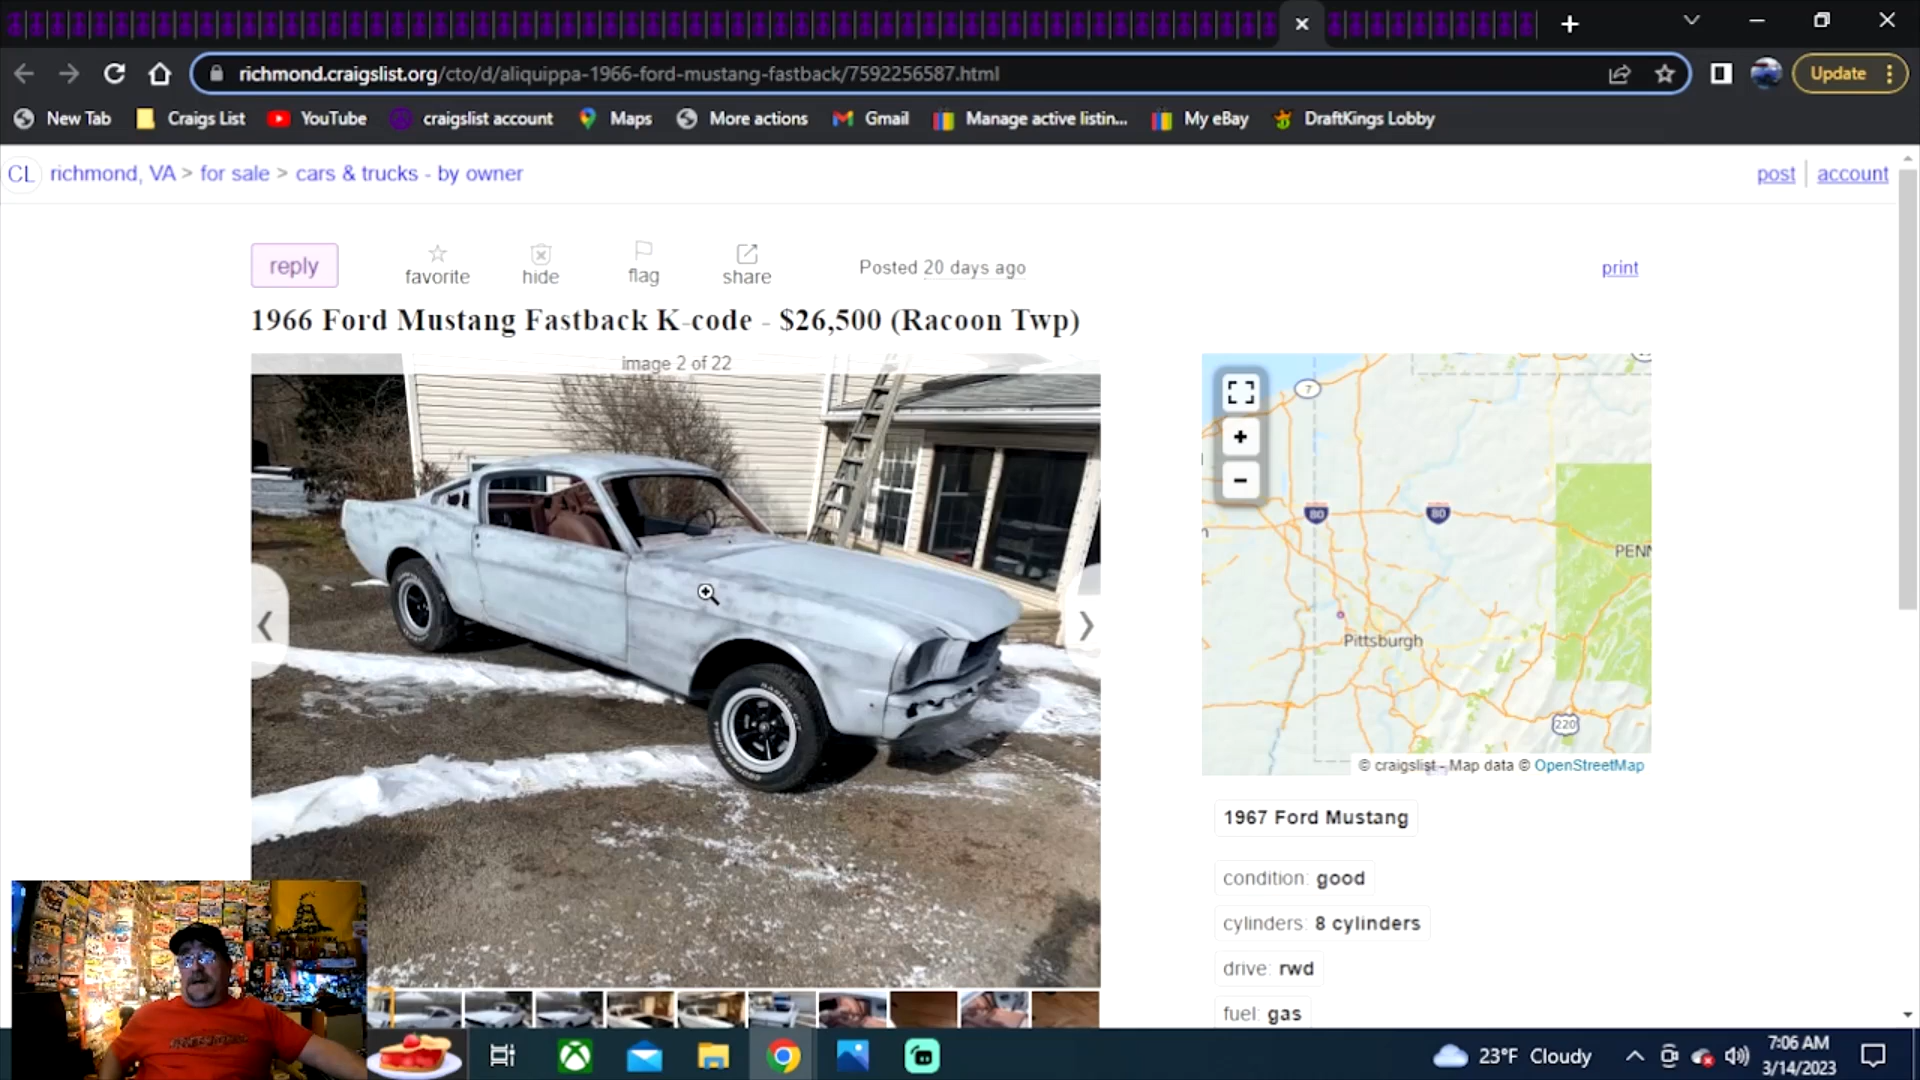 richmond.craigslist.org/cto/d/aliquippa-1966-ford-mustang-fastback/7592256587.html
Update
New Tab
Craigs List
YouTube
craigslist account
Maps
More actions
Gmail
Manage active listin...
My eBay
DraftKings Lobby
CL richmond, VA > for sale > cars & trucks - by owner
post
account
reply
favorite
hide
flag
share
Posted 20 days ago
print
1966 Ford Mustang Fastback K-code - $26,500 (Racoon Twp)
image 2 of 22
7
80
80
PENN
Pittsburgh
220
© craigslist - Map data © OpenStreetMap
1967 Ford Mustang
condition: good
cylinders: 8 cylinders
drive: rwd
fuel: gas
23°F Cloudy
7:06 AM
3/14/2023